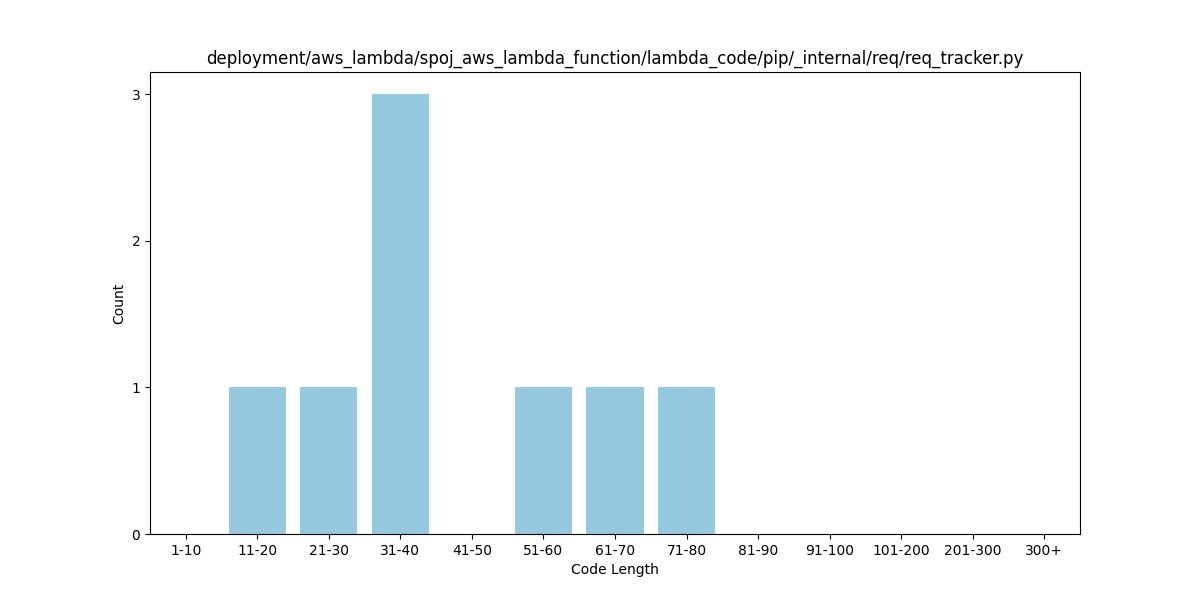 deployment/aws_lambda/spoj_aws_lambda_function/lambda_code/pip/_internal/req/req_tracker.py
3
2
1
0
Count
1-10 11-20 21-30 31-40 41-50 51-60 61-70 71-80 81-90 91-100 101-200 201-300 300+
Code Length